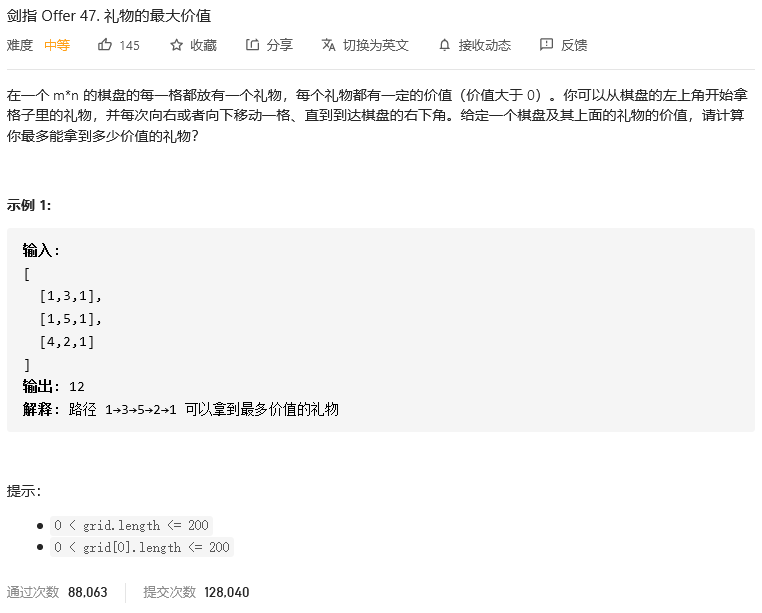 剑指 Offer 47. 礼物的最大价值
难度 中等 145 收藏 分享 切换为英文 接收动态 反馈
在一个 m*n 的棋盘的每一格都放有一个礼物，每个礼物都有一定的价值（价值大于 0）。你可以从棋盘的左上角开始拿
格子里的礼物，并每次向右或者向下移动一格、直到到达棋盘的右下角。给定一个棋盘及其上面的礼物的价值，请计算
你最多能拿到多少价值的礼物？
示例 1:
输入:
[
[1,3,1],
[1,5,1],
[4,2,1]
]
输出: 12
解释: 路径 1→3→5→2→1 可以拿到最多价值的礼物
提示：
0 < grid.length <= 200
0 < grid[0].length <= 200
通过次数 88,063 提交次数 128,040